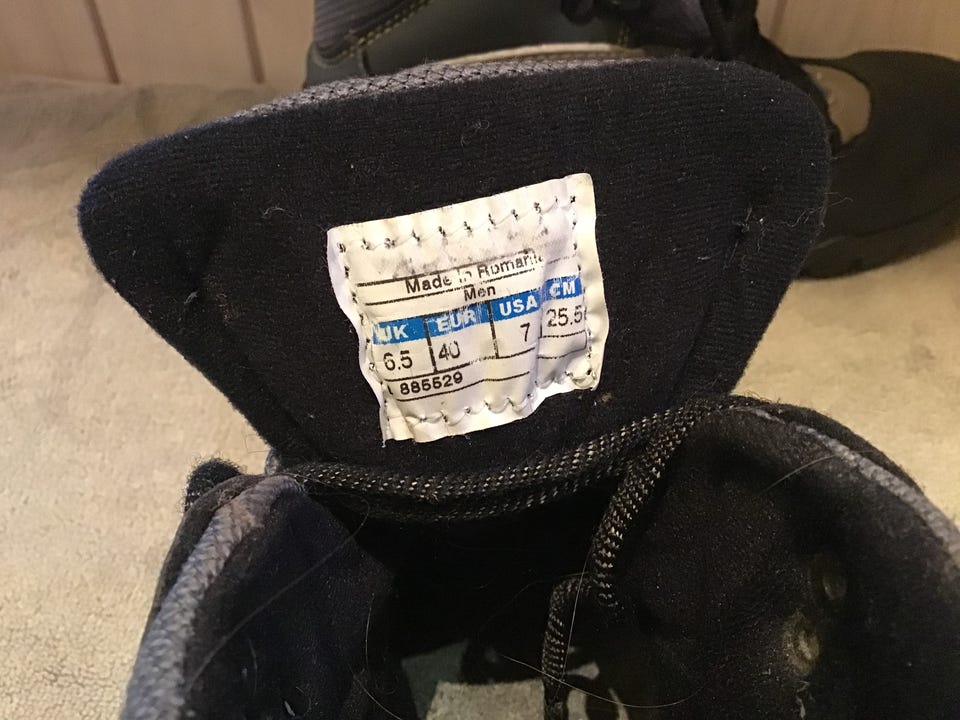 Made in Romania
Men
UK EUR USA CM
6.5 40 7 25.5
885529